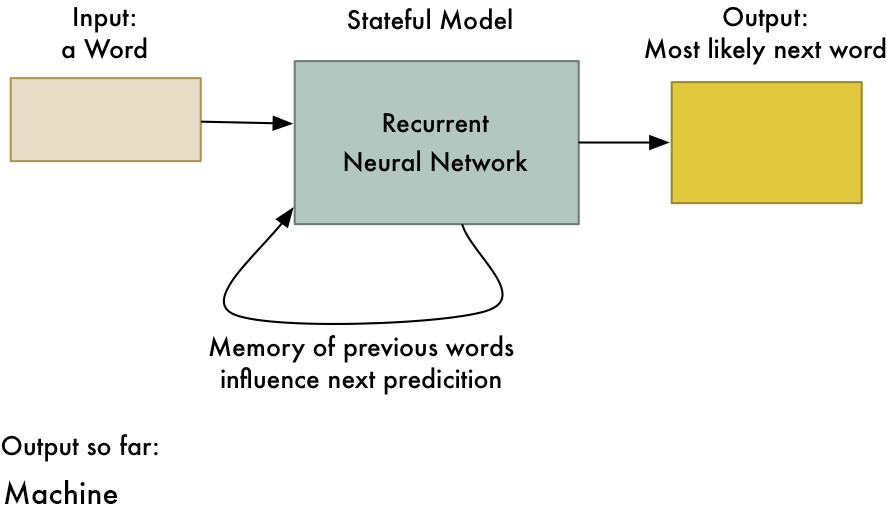 Input:
a Word
Stateful Model
Output:
Most likely next word
Recurrent
Neural Network
Memory of previous words
influence next predicition
Output so far:
Machine